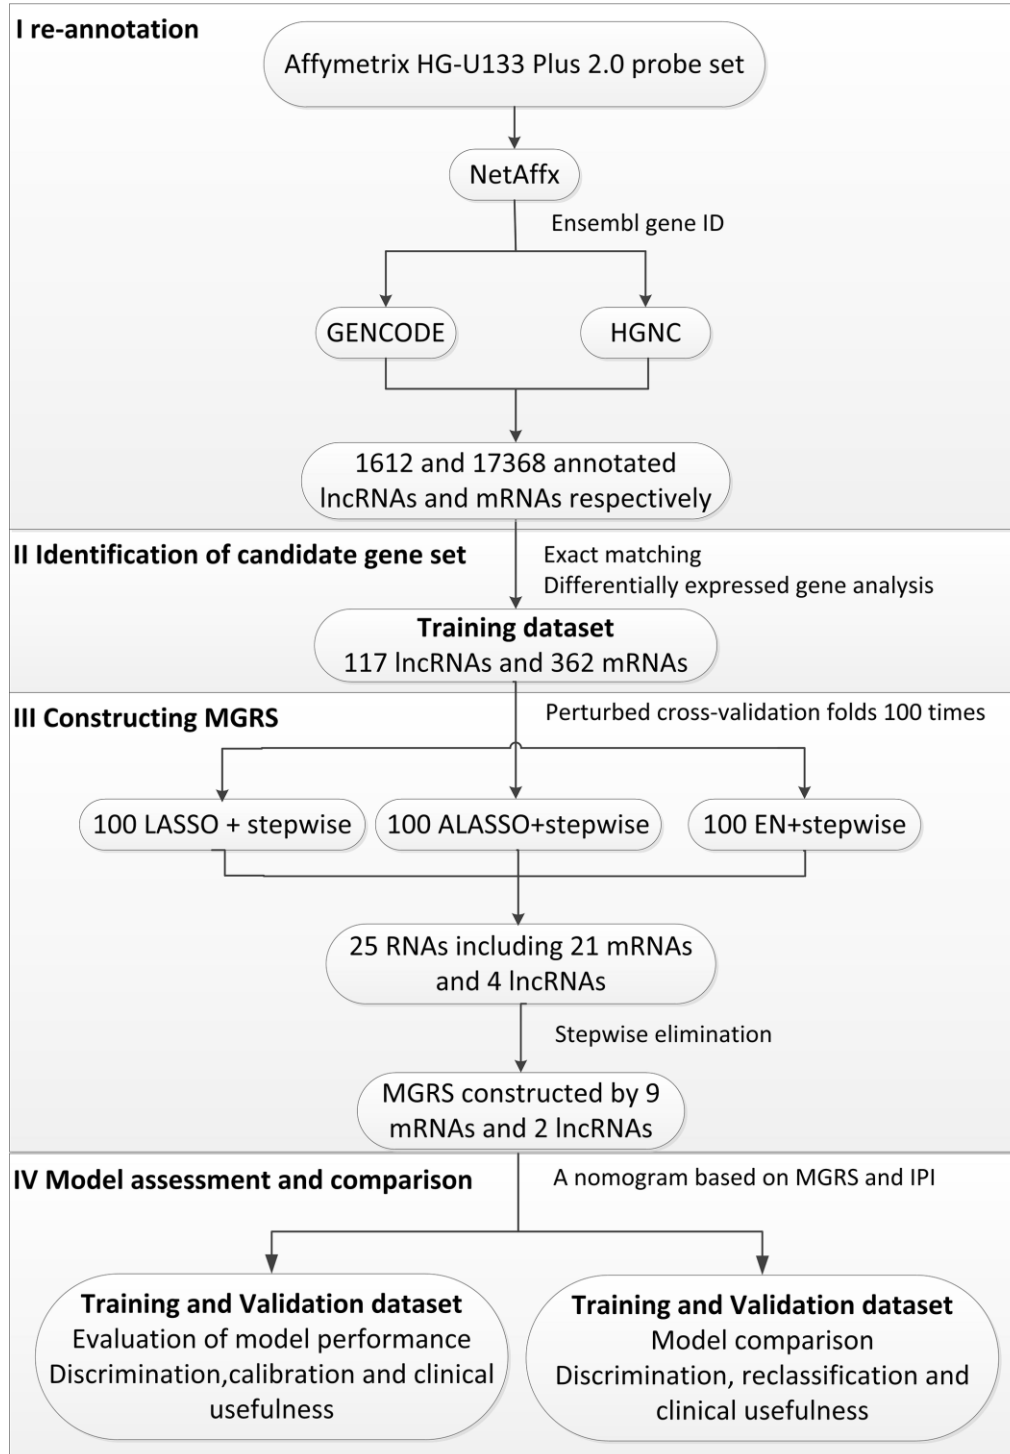 I re-annotation
Affymetrix HG-U133 Plus 2.0 probe set
NetAffx
Ensembl gene ID
GENCODE
HGNC
1612 and 17368 annotated
lncRNAs and mRNAs respectively
II Identification of candidate gene set
Exact matching
Differentially expressed gene analysis
Training dataset
117 lncRNAs and 362 mRNAs
III Constructing MGRS
Perturbed cross-validation folds 100 times
100 LASSO + stepwise
100 ALASSO+stepwise
100 EN+stepwise
25 RNAs including 21 mRNAs
and 4 lncRNAs
Stepwise elimination
MGRS constructed by 9
mRNAs and 2 lncRNAs
IV Model assessment and comparison
A nomogram based on MGRS and IPI
Training and Validation dataset
Evaluation of model performance
Discrimination,calibration and clinical
usefulness
Training and Validation dataset
Model comparison
Discrimination, reclassification and
clinical usefulness